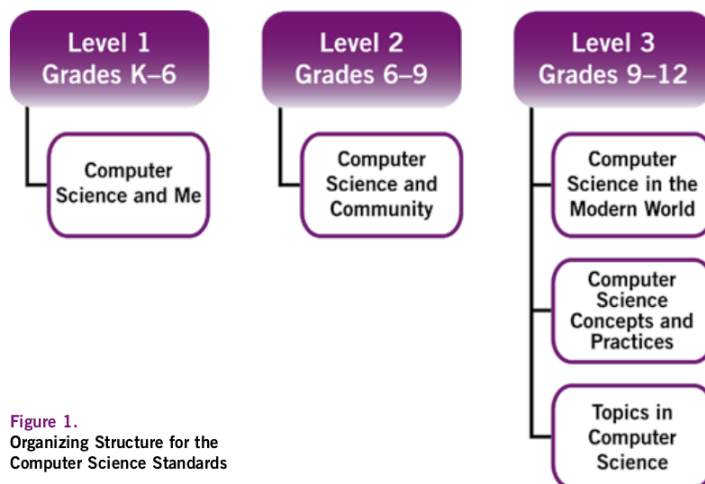 Level 1
Grades K–6
Level 2
Grades 6–9
Level 3
Grades 9–12
Computer
Science and Me
Computer
Science and
Community
Computer
Science in the
Modern World
Computer
Science
Concepts and
Practices
Topics in
Computer
Science
Figure 1.
Organizing Structure for the
Computer Science Standards